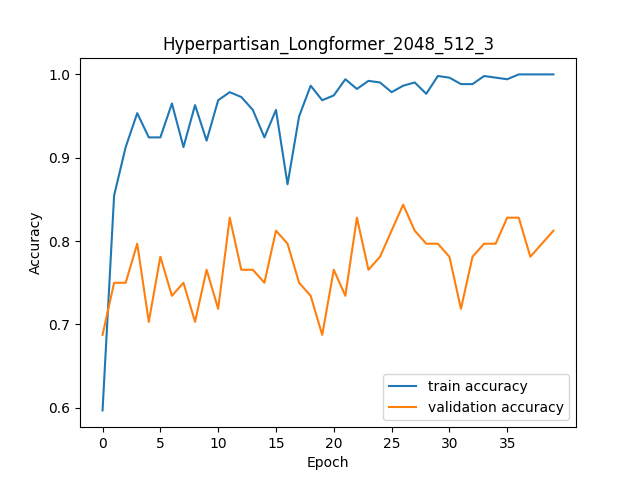 Hyperpartisan_Longformer_2048_512_3
1.0
0.9
0.8
0.7
0.6
Accuracy
0 5 10 15 20 25 30 35
Epoch
train accuracy
validation accuracy